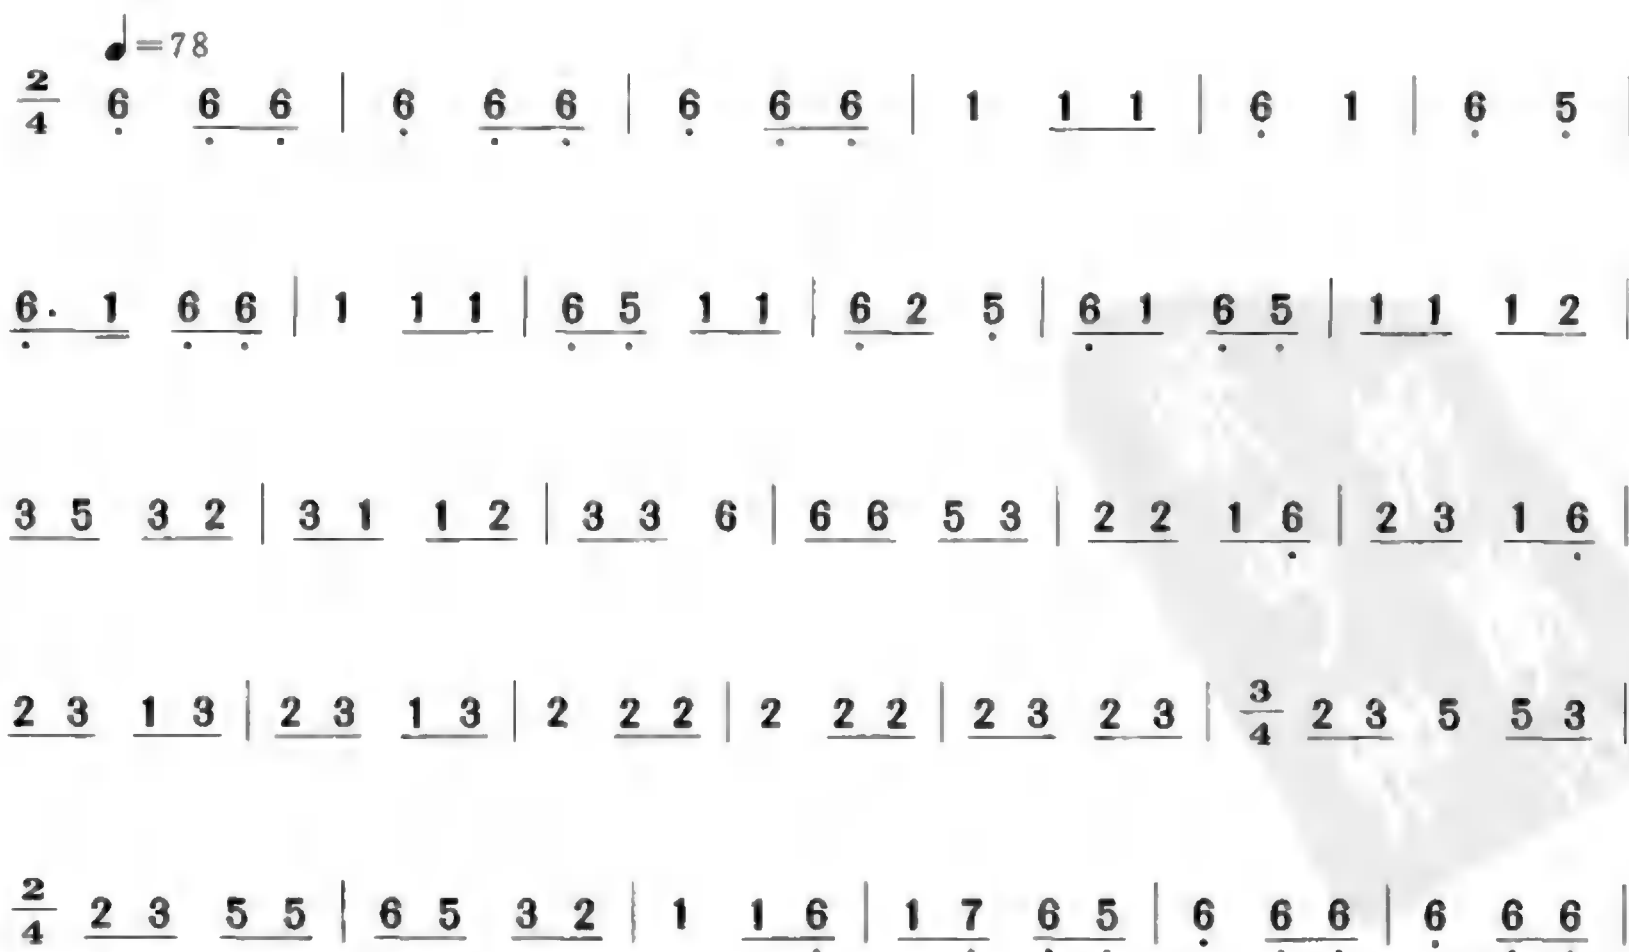 ♩=78
2/4 6̣ 6̣ 6̣ | 6̣ 6̣ 6̣ | 6̣ 6̣ 6̣ | 1 1 1 | 6̣ 1 | 6̣ 5̣ |
6̣· 1 6̣ 6̣ | 1 1 1 | 6̣ 5̣ 1 1 | 6̣ 2 5̣ | 6̣ 1 6̣ 5̣ | 1 1 1 2 |
3 5 3 2 | 3 1 1 2 | 3 3 6 | 6 6 5 3 | 2 2 1 6̣ | 2 3 1 6̣ |
2 3 1 3 | 2 3 1 3 | 2 2 2 | 2 2 2 | 2 3 2 3 | 3/4 2 3 5 5 3 |
2/4 2 3 5 5 | 6 5 3 2 | 1 1 6̣ | 1 7̣ 6̣ 5̣ | 6̣ 6̣ 6̣ | 6̣ 6̣ 6̣ |